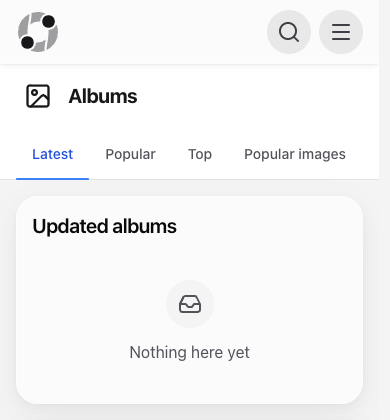 Albums
Latest Popular Top Popular images
Updated albums
Nothing here yet